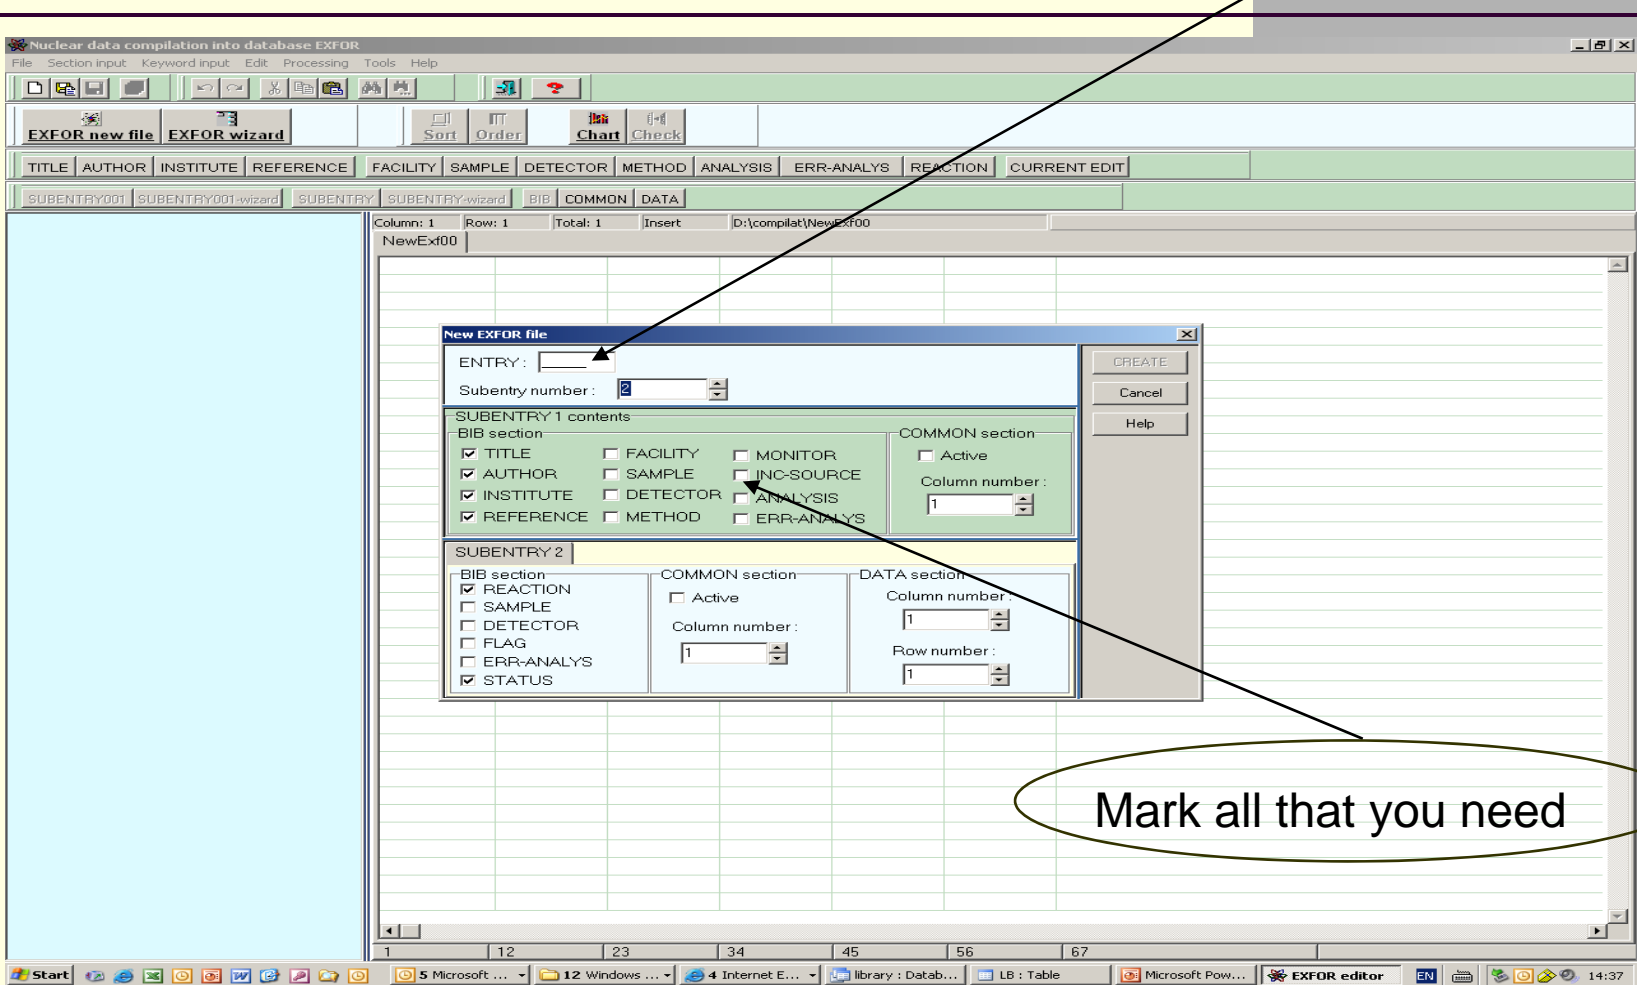 Nuclear data compilation into database EXFOR
File Section input Keyword input Edit Processing Tools Help
EXFOR new file EXFOR wizard Sort Order Chart Check
TITLE AUTHOR INSTITUTE REFERENCE FACILITY SAMPLE DETECTOR METHOD ANALYSIS ERR-ANALYS REACTION CURRENT EDIT
SUBENTRY001 SUBENTRY001-wizard SUBENTRY SUBENTRY-wizard BIB COMMON DATA
Column: 1 Row: 1 Total: 1 Insert D:\compilat\NewExf00
NewExf00
New EXFOR file
ENTRY :
CREATE
Subentry number : 2
Cancel
SUBENTRY 1 contents
Help
BIB section COMMON section
TITLE FACILITY MONITOR Active
AUTHOR SAMPLE INC-SOURCE Column number :
INSTITUTE DETECTOR ANALYSIS 1
REFERENCE METHOD ERR-ANALYS
SUBENTRY 2
BIB section COMMON section DATA section
REACTION Active Column number :
SAMPLE 1
DETECTOR Column number :
FLAG 1 Row number :
ERR-ANALYS 1
STATUS
Mark all that you need
1 12 23 34 45 56 67
Start 5 Microsoft ... 12 Windows ... 4 Internet E... library : Datab... LB : Table Microsoft Pow... EXFOR editor EN 14:37